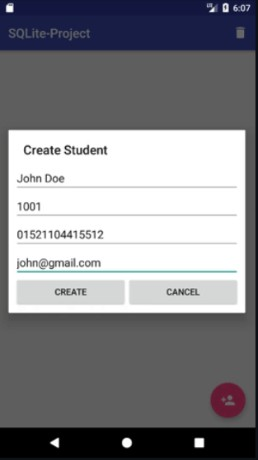 6:07
SQLite-Project
Create Student
John Doe
1001
01521104415512
john@gmail.com
CREATE CANCEL